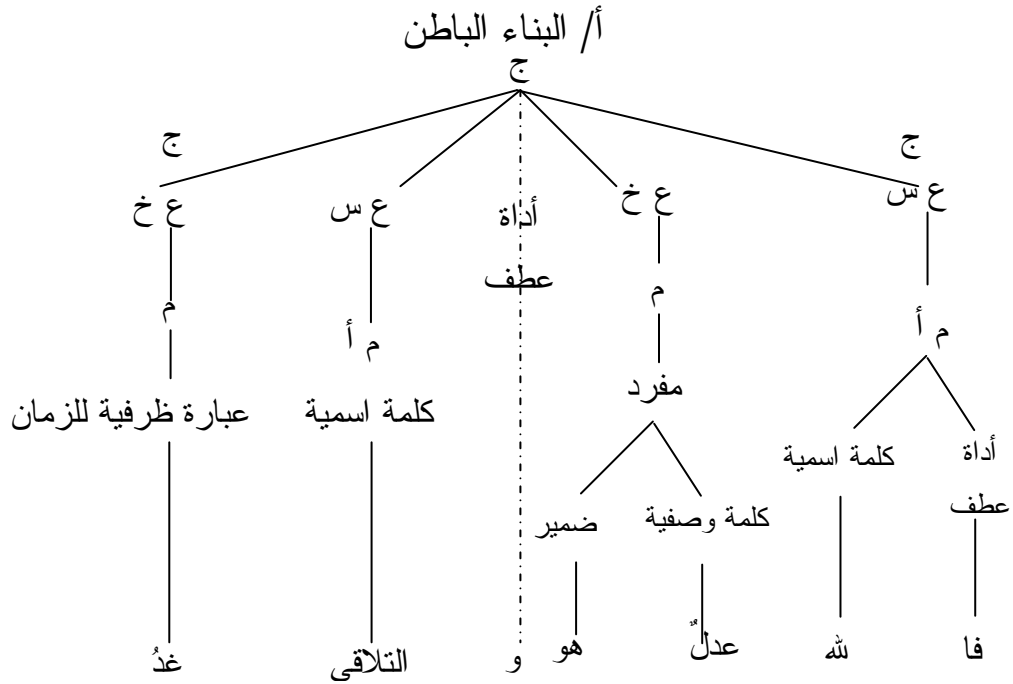 أ/ البناء الباطن
ج
ج ج
ع س ع خ أداة ع س ع خ
عطف
م أ م م أ م
مفرد
أداة كلمة اسمية كلمة اسمية عبارة ظرفية للزمان
عطف كلمة وصفية ضمير
فا لله عدلٌ هو و التلاقي غدُ